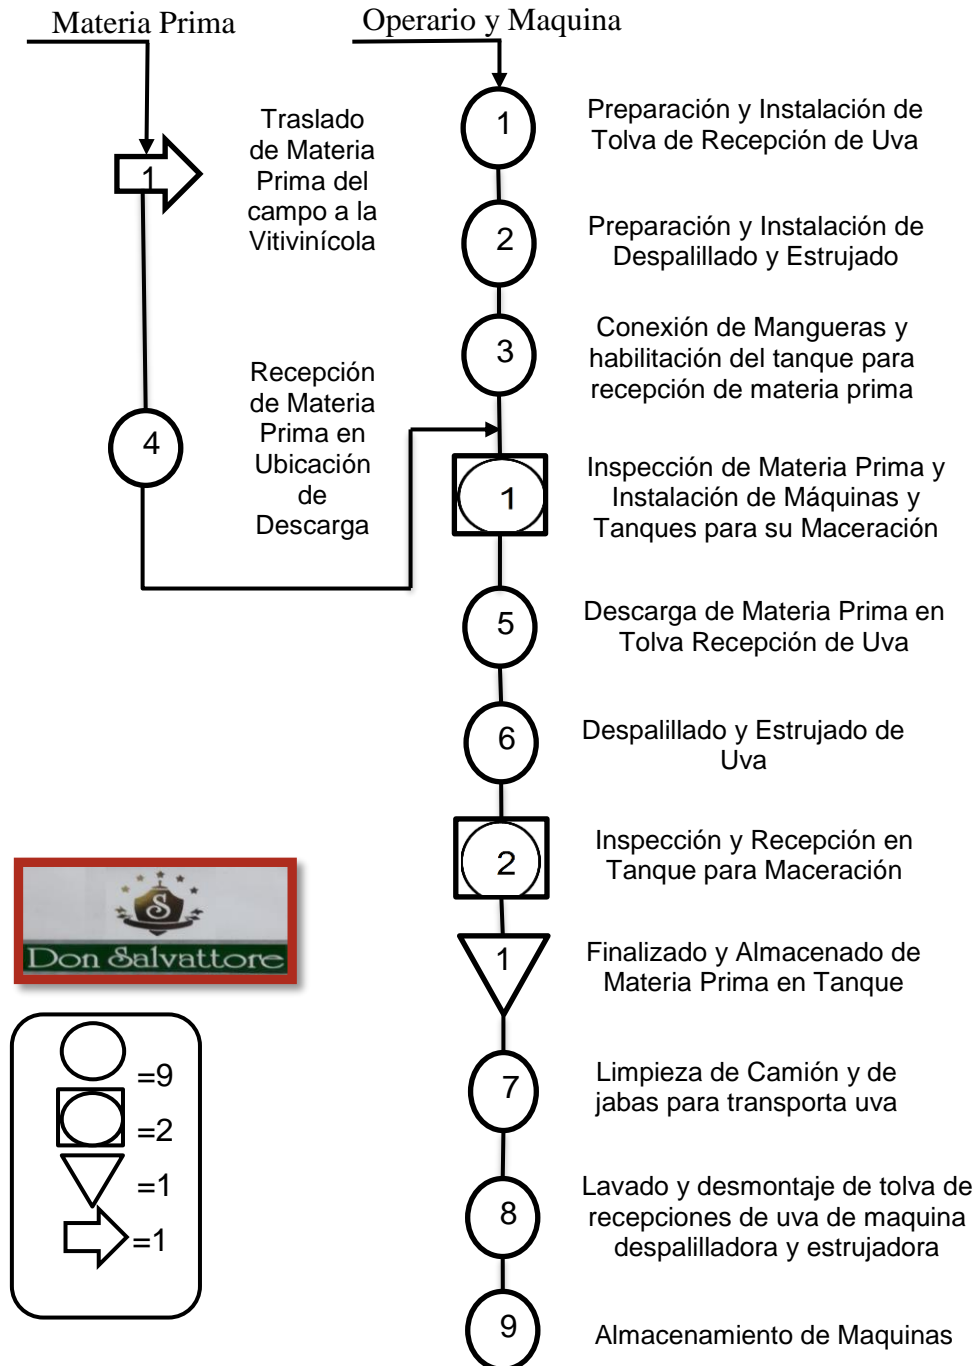 Materia Prima
Operario y Maquina
1
Traslado
de Materia
Prima del
campo a la
Vitivinícola
4
Recepción
de Materia
Prima en
Ubicación
de
Descarga
1
Preparación y Instalación de
Tolva de Recepción de Uva
2
Preparación y Instalación de
Despalillado y Estrujado
3
Conexión de Mangueras y
habilitación del tanque para
recepción de materia prima
1
Inspección de Materia Prima y
Instalación de Máquinas y
Tanques para su Maceración
5
Descarga de Materia Prima en
Tolva Recepción de Uva
6
Despalillado y Estrujado de
Uva
2
Inspección y Recepción en
Tanque para Maceración
1
Finalizado y Almacenado de
Materia Prima en Tanque
7
Limpieza de Camión y de
jabas para transporta uva
8
Lavado y desmontaje de tolva de
recepciones de uva de maquina
despalilladora y estrujadora
9
Almacenamiento de Maquinas
S
Don Salvattore
=9
=2
=1
=1